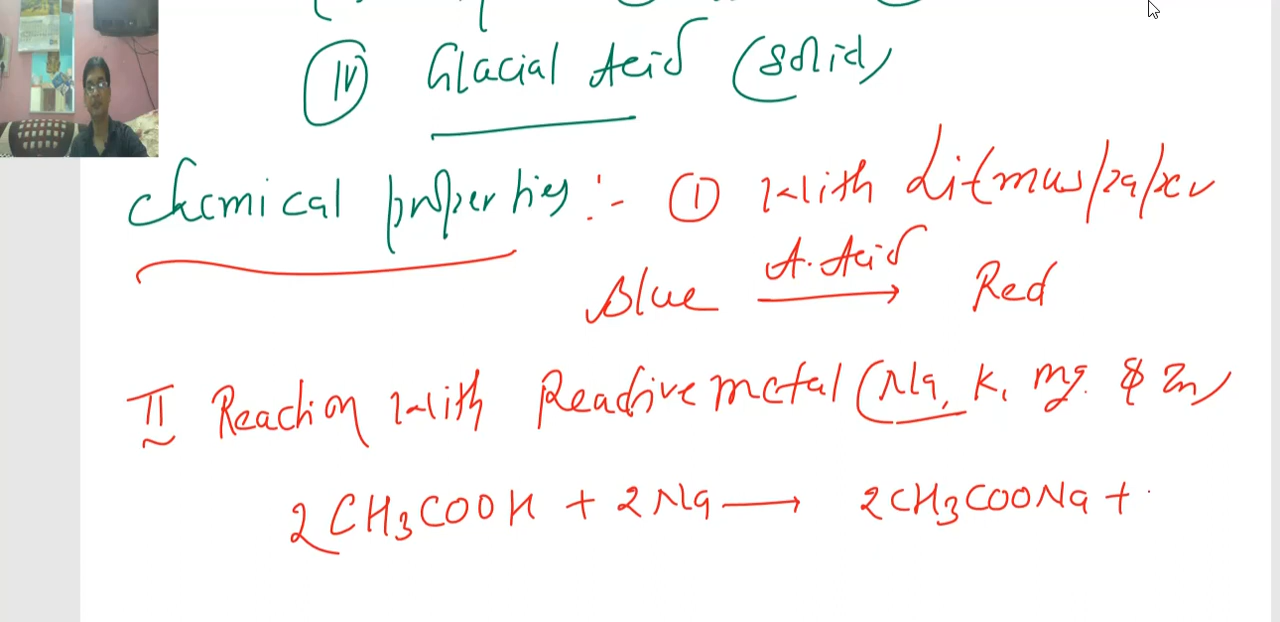 (IV) Glacial Acid (solid)
Chemical properties :- (1) With Litmus paper
Blue A. Acid → Red
II Reaction with Reactive metal (Na, K, Mg. & Zn)
2CH3COOH + 2Na → 2CH3COONa +